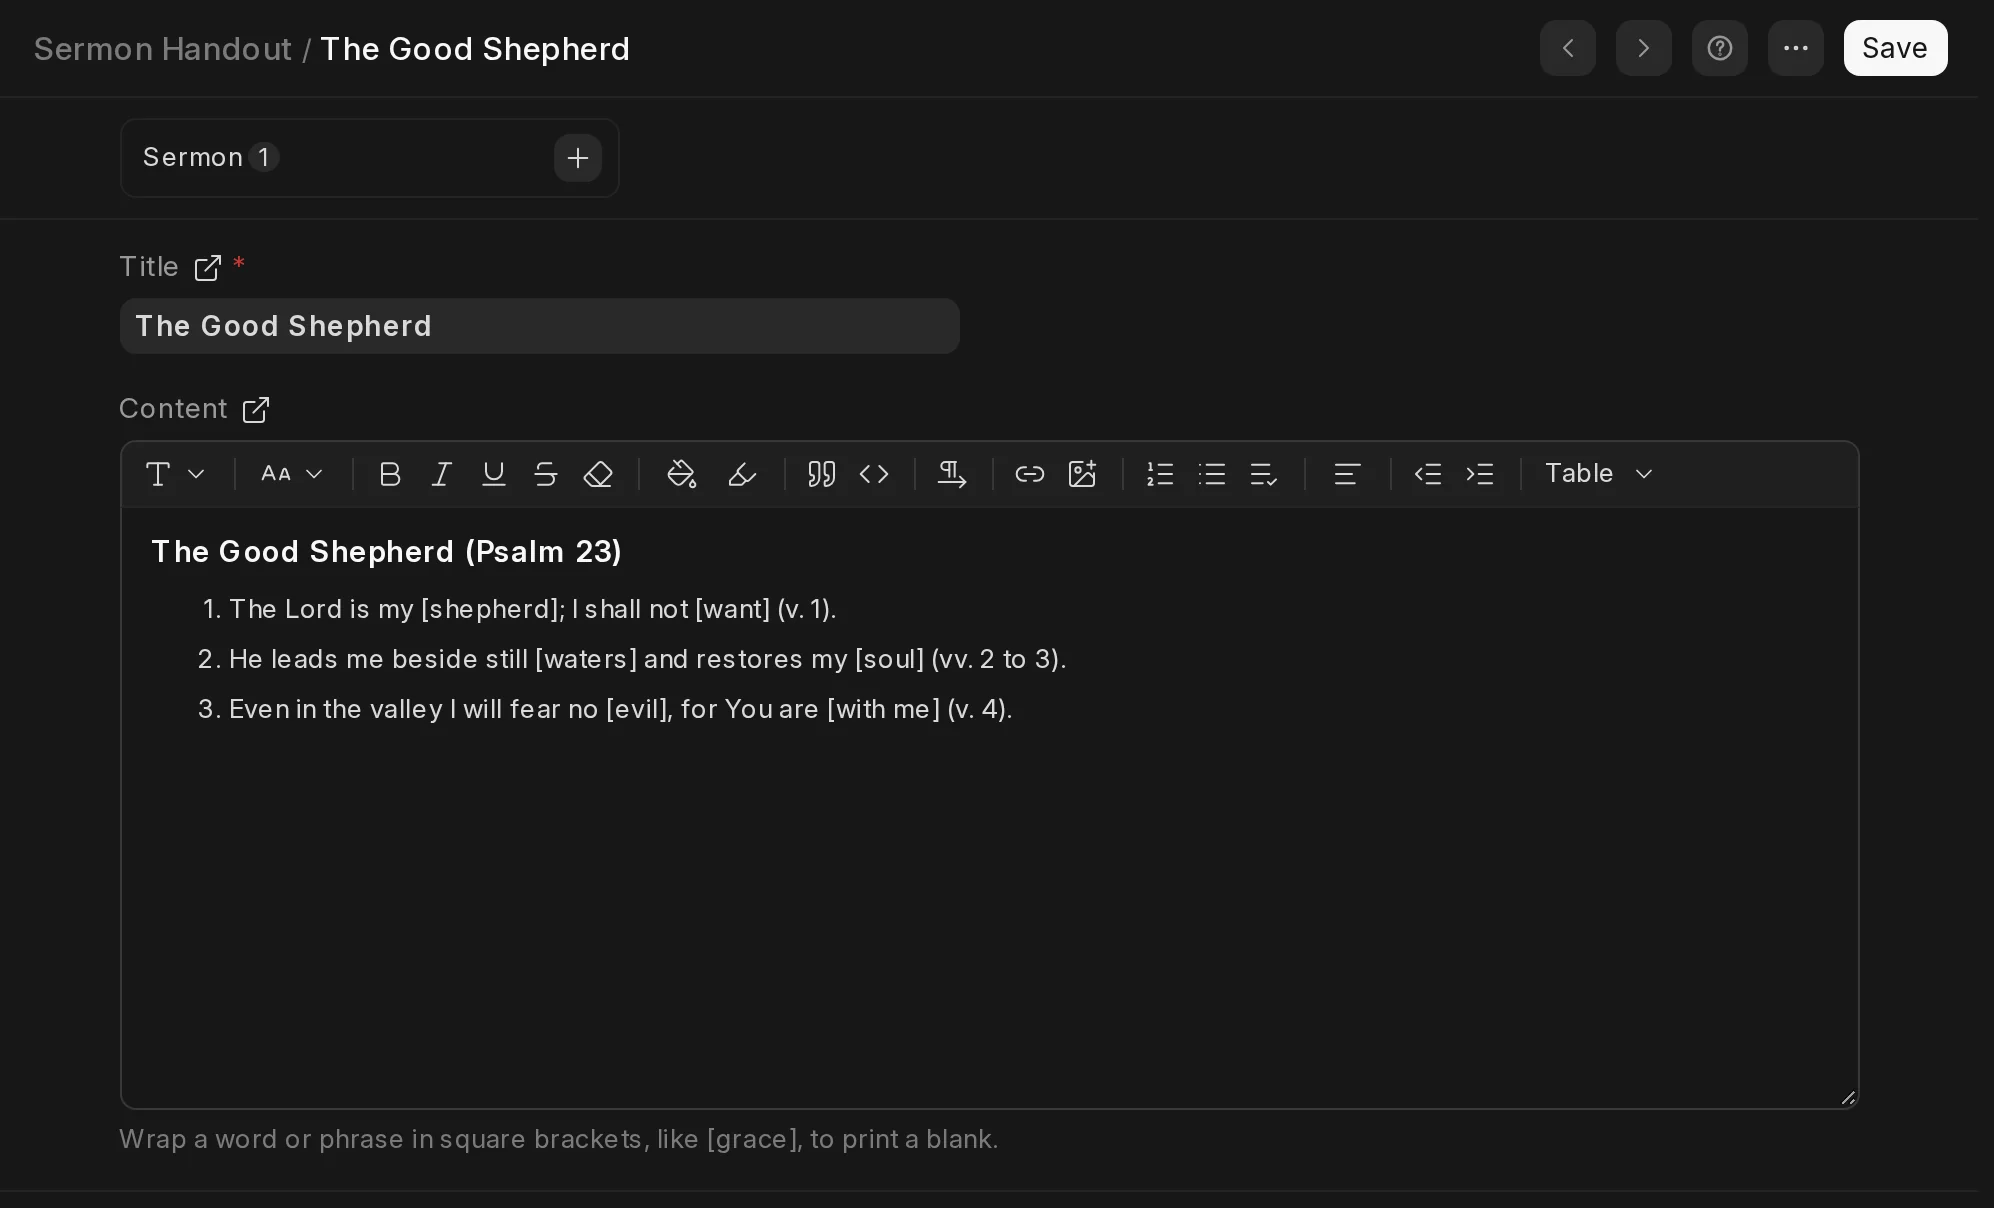 Sermon Handout / The Good Shepherd
Save
Sermon 1
Title *
The Good Shepherd
Content
Table
The Good Shepherd (Psalm 23)
1. The Lord is my [shepherd]; I shall not [want] (v. 1).
2. He leads me beside still [waters] and restores my [soul] (vv. 2 to 3).
3. Even in the valley I will fear no [evil], for You are [with me] (v. 4).
Wrap a word or phrase in square brackets, like [grace], to print a blank.